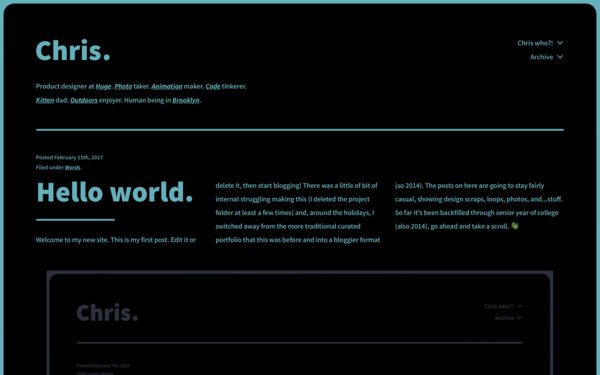 Chris.
Chris who?!
Archive
Product designer at Huge. Photo taker. Animation maker. Code tinkerer.
Kitten dad. Outdoors enjoyer. Human being in Brooklyn.
Posted February 15th, 2017
Filed under Words.
Hello world.
Welcome to my new site. This is my first post. Edit it or
delete it, then start blogging! There was a little of bit of
internal struggling making this (I deleted the project
folder at least a few times) and, around the holidays, I
switched away from the more traditional curated
portfolio that this was before and into a bloggier format
(so 2014). The posts on here are going to stay fairly
casual, showing design scraps, loops, photos, and...stuff.
So far it's been backfilled through senior year of college
(also 2014), go ahead and take a scroll. 👋
Chris.
Chris who?!
Archive
Posted February 7th, 2017